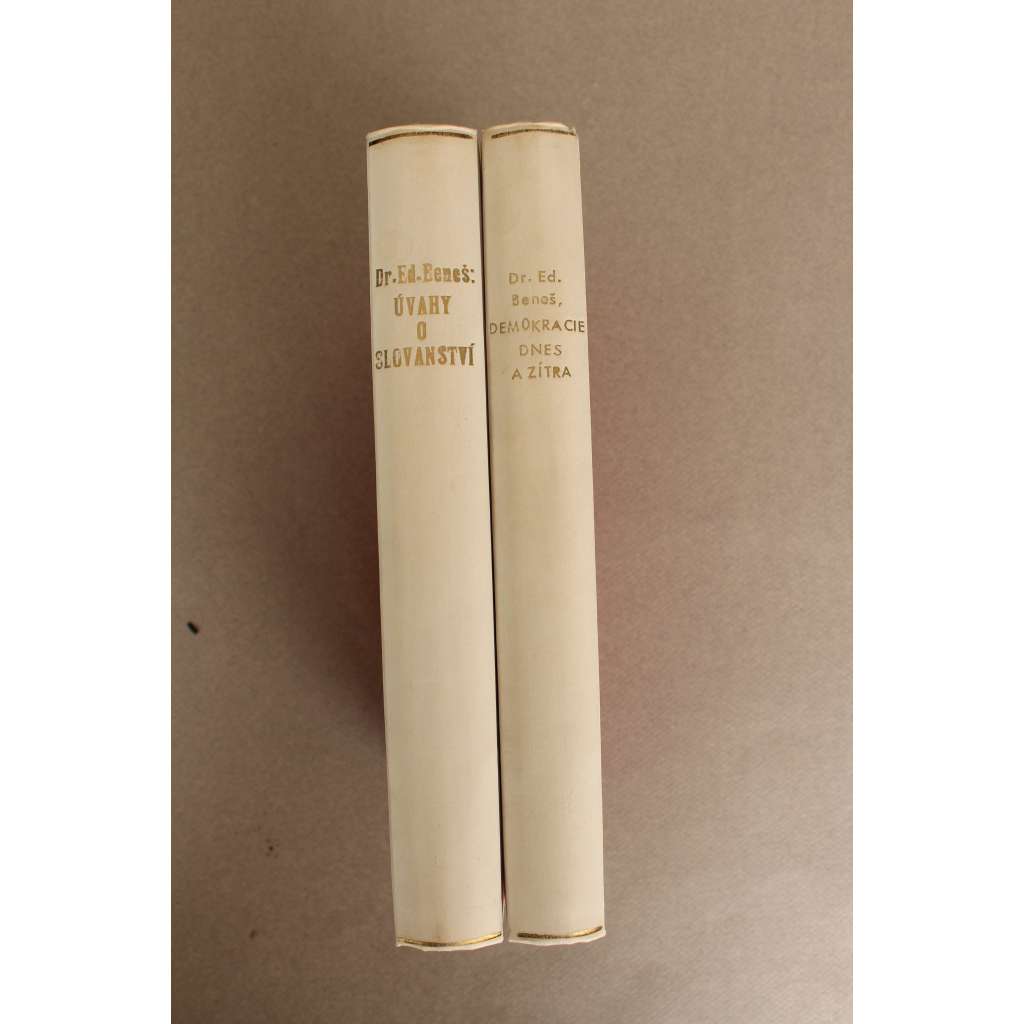 Dr.Ed.Beneš:
ÚVAHY
O
SLOVANSTVÍ
Dr. Ed.
Beneš,
DEMOKRACIE
DNES
A ZÍTRA